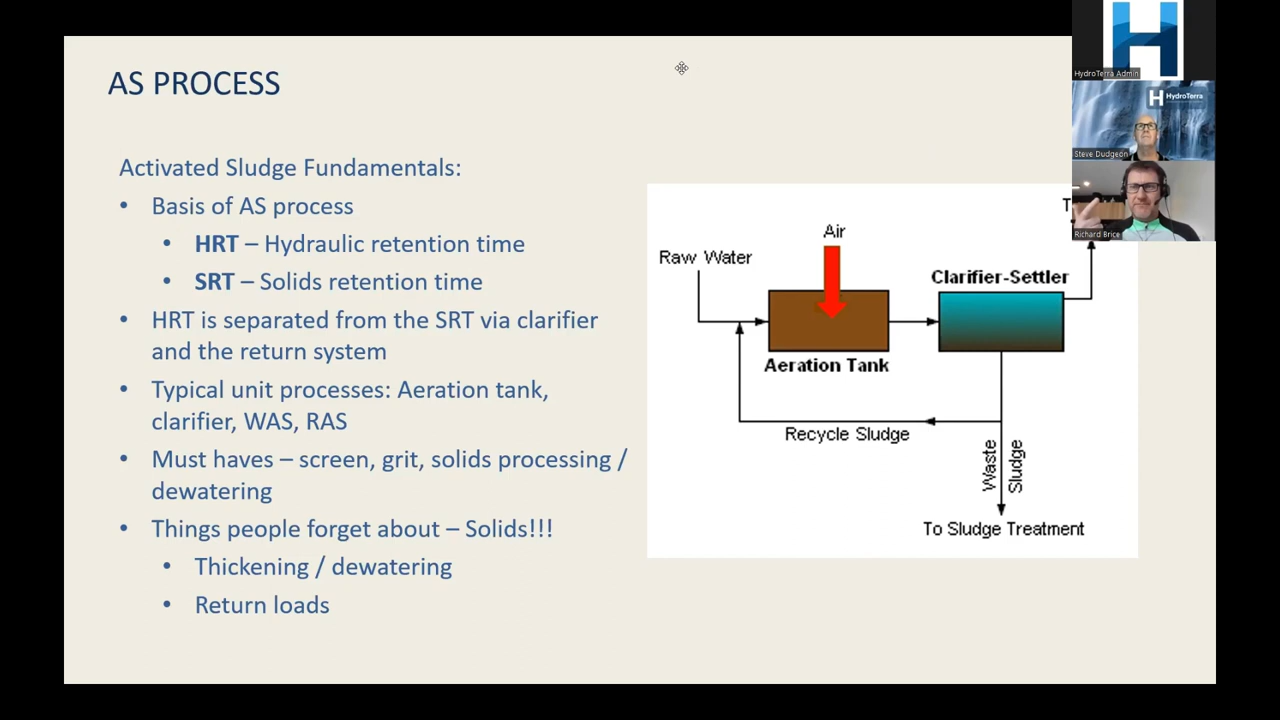 AS PROCESS
Activated Sludge Fundamentals:
• Basis of AS process
• HRT – Hydraulic retention time
• SRT – Solids retention time
• HRT is separated from the SRT via clarifier
and the return system
• Typical unit processes: Aeration tank,
clarifier, WAS, RAS
• Must haves – screen, grit, solids processing /
dewatering
• Things people forget about – Solids!!!
• Thickening / dewatering
• Return loads
Air
Raw Water
Clarifier-Settler
Aeration Tank
Recycle Sludge
Waste
Sludge
To Sludge Treatment
H
HydroTerra Admin
H HydroTerra
Steve Dudgeon
Richard Brice